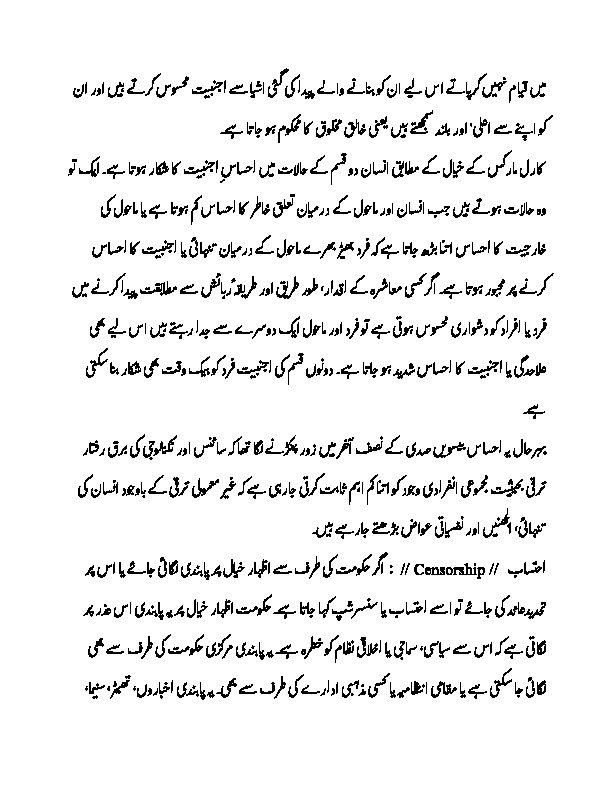 میں قیام نہیں کر پاتے اس لیے ان کو بنانے والے پیدا کی گئی اشیا سے اجنبیت محسوس کرتے ہیں اور ان
کو اپنے سے اعلیٰ اور بلند سمجھتے ہیں یعنی خالق مخلوق کا محکوم ہو جاتا ہے۔
کارل مارکس کے خیال کے مطابق انسان دو قسم کے حالات میں احساسِ اجنبیت کا شکار ہوتا ہے۔ ایک تو
وہ حالات ہوتے ہیں جب انسان اور ماحول کے درمیان تعلق خاطر کا احساس کم ہوتا ہے یا ماحول کی
خارجیت کا احساس اتنا بڑھ جاتا ہے کہ فرد بھیڑ بھرے ماحول کے درمیان تنہائی یا اجنبیت کا احساس
کرنے پر مجبور ہوتا ہے۔ اگر کسی معاشرہ کے اقدار، طور طریق اور طریقۂ رہائش سے مطابقت پیدا کرنے میں
فرد یا افراد کو دشواری محسوس ہوتی ہے تو فرد اور ماحول ایک دوسرے سے جدا رہتے ہیں اس لیے بھی
علاحدگی یا اجنبیت کا احساس شدید ہو جاتا ہے۔ دونوں قسم کی اجنبیت فرد کو بیک وقت بھی شکار بنا سکتی
ہے۔
بہر حال یہ احساس بیسویں صدی کے نصف آخر میں زور پکڑنے لگا تھا کہ سائنس اور تکنیلوجی کی برق رفتار
ترقی بحیثیت مجموعی انفرادی وجود کو اتنا کم اہم ثابت کرتی جا رہی ہے کہ غیر معمولی ترقی کے باوجود انسان کی
تنہائی، الجھنیں اور نفسیاتی عوارض بڑھتے جا رہے ہیں۔
احتساب // Censorship // : اگر حکومت کی طرف سے اظہار خیال پر پابندی لگائی جائے یا اس پر
تحدید عائد کی جائے تو اسے احتساب یا سنسرشپ کہا جاتا ہے۔ حکومت اظہار خیال پر یہ پابندی اس عذر پر
لگاتی ہے کہ اس سے سیاسی، سماجی یا اخلاقی نظام کو خطرہ ہے۔ یہ پابندی مرکزی حکومت کی طرف سے بھی
لگائی جا سکتی ہے یا مقامی انتظامیہ یا کسی مذہبی ادارے کی طرف سے بھی۔ یہ پابندی اخباروں، تھیٹر، سنیما،